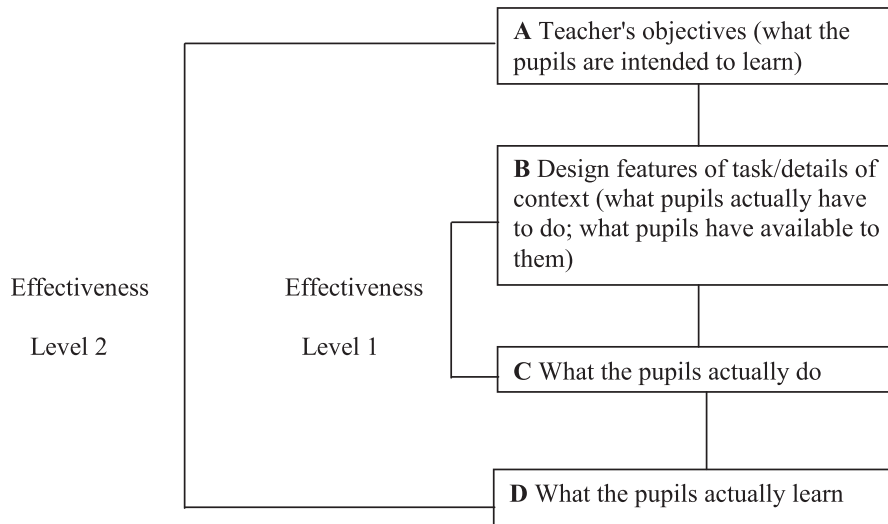 A Teacher's objectives (what the
pupils are intended to learn)
B Design features of task/details of
context (what pupils actually have
to do; what pupils have available to
them)
Effectiveness
Level 2
Effectiveness
Level 1
C What the pupils actually do
D What the pupils actually learn